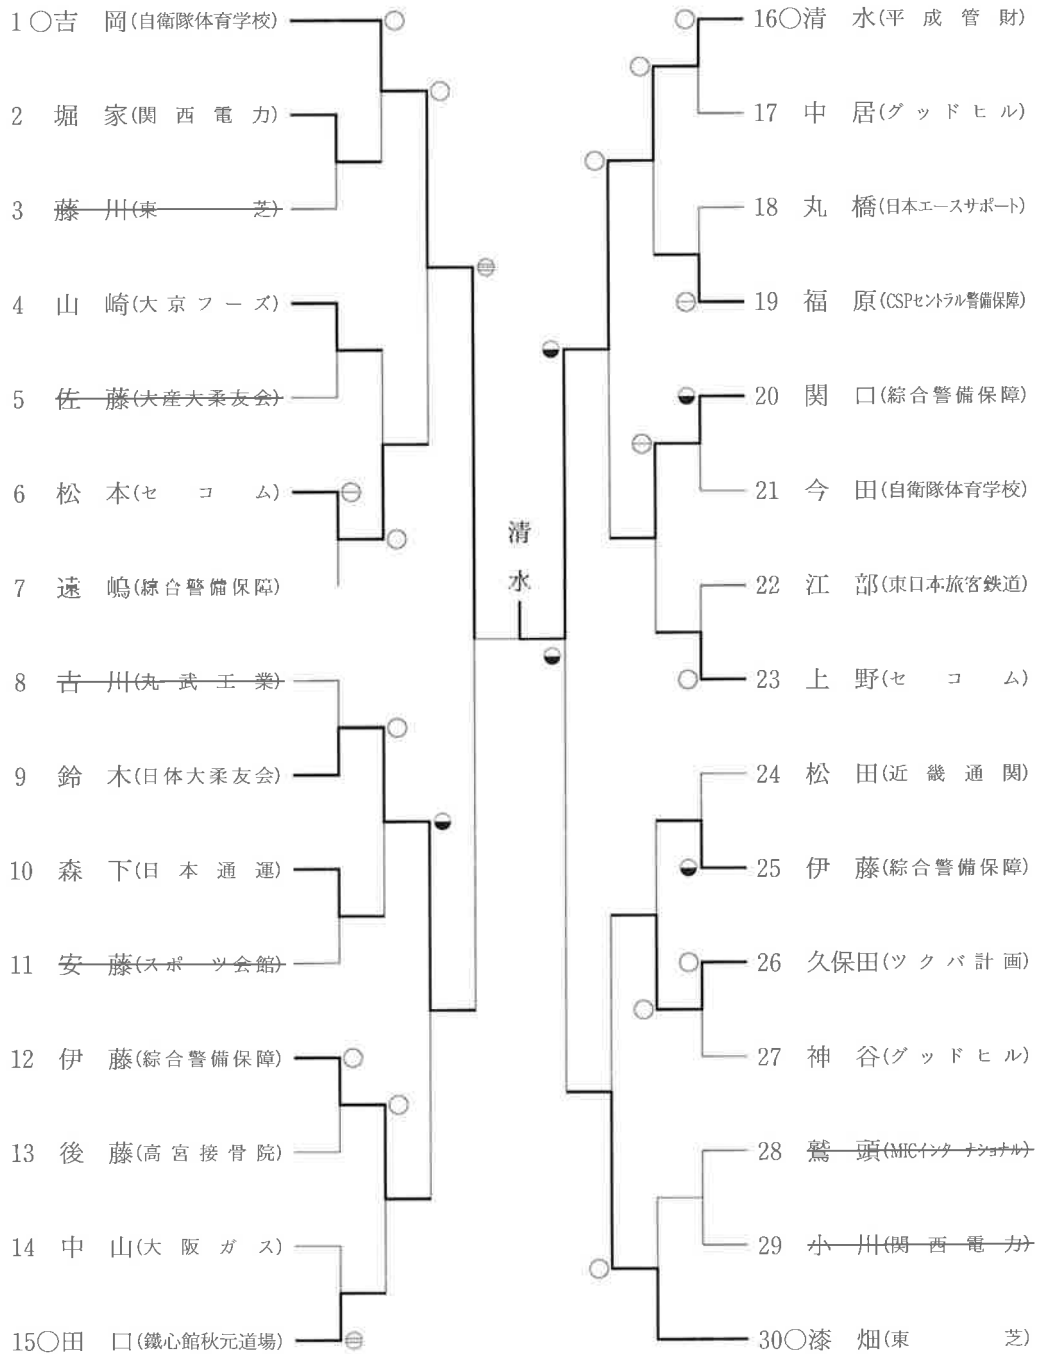 1○吉岡(自衛隊体育学校)
2 堀家(関西電力)
3 藤川(東芝)
4 山崎(大京フーズ)
5 佐藤(大産大柔友会)
6 松本(セコム)
7 遠嶋(綜合警備保障)
8 古川(丸武工業)
9 鈴木(日体大柔友会)
10 森下(日本通運)
11 安藤(スポーツ会館)
12 伊藤(綜合警備保障)
13 後藤(高宮接骨院)
14 中山(大阪ガス)
15○田口(鐵心館秋元道場)
清水
16○清水(平成管財)
17 中居(グッドヒル)
18 丸橋(日本エースサポート)
19 福原(CSPセントラル警備保障)
20 関口(綜合警備保障)
21 今田(自衛隊体育学校)
22 江部(東日本旅客鉄道)
23 上野(セコム)
24 松田(近畿通関)
25 伊藤(綜合警備保障)
26 久保田(ツクバ計画)
27 神谷(グッドヒル)
28 鷲頭(MICインターナショナル)
29 小川(関西電力)
30○漆畑(東芝)